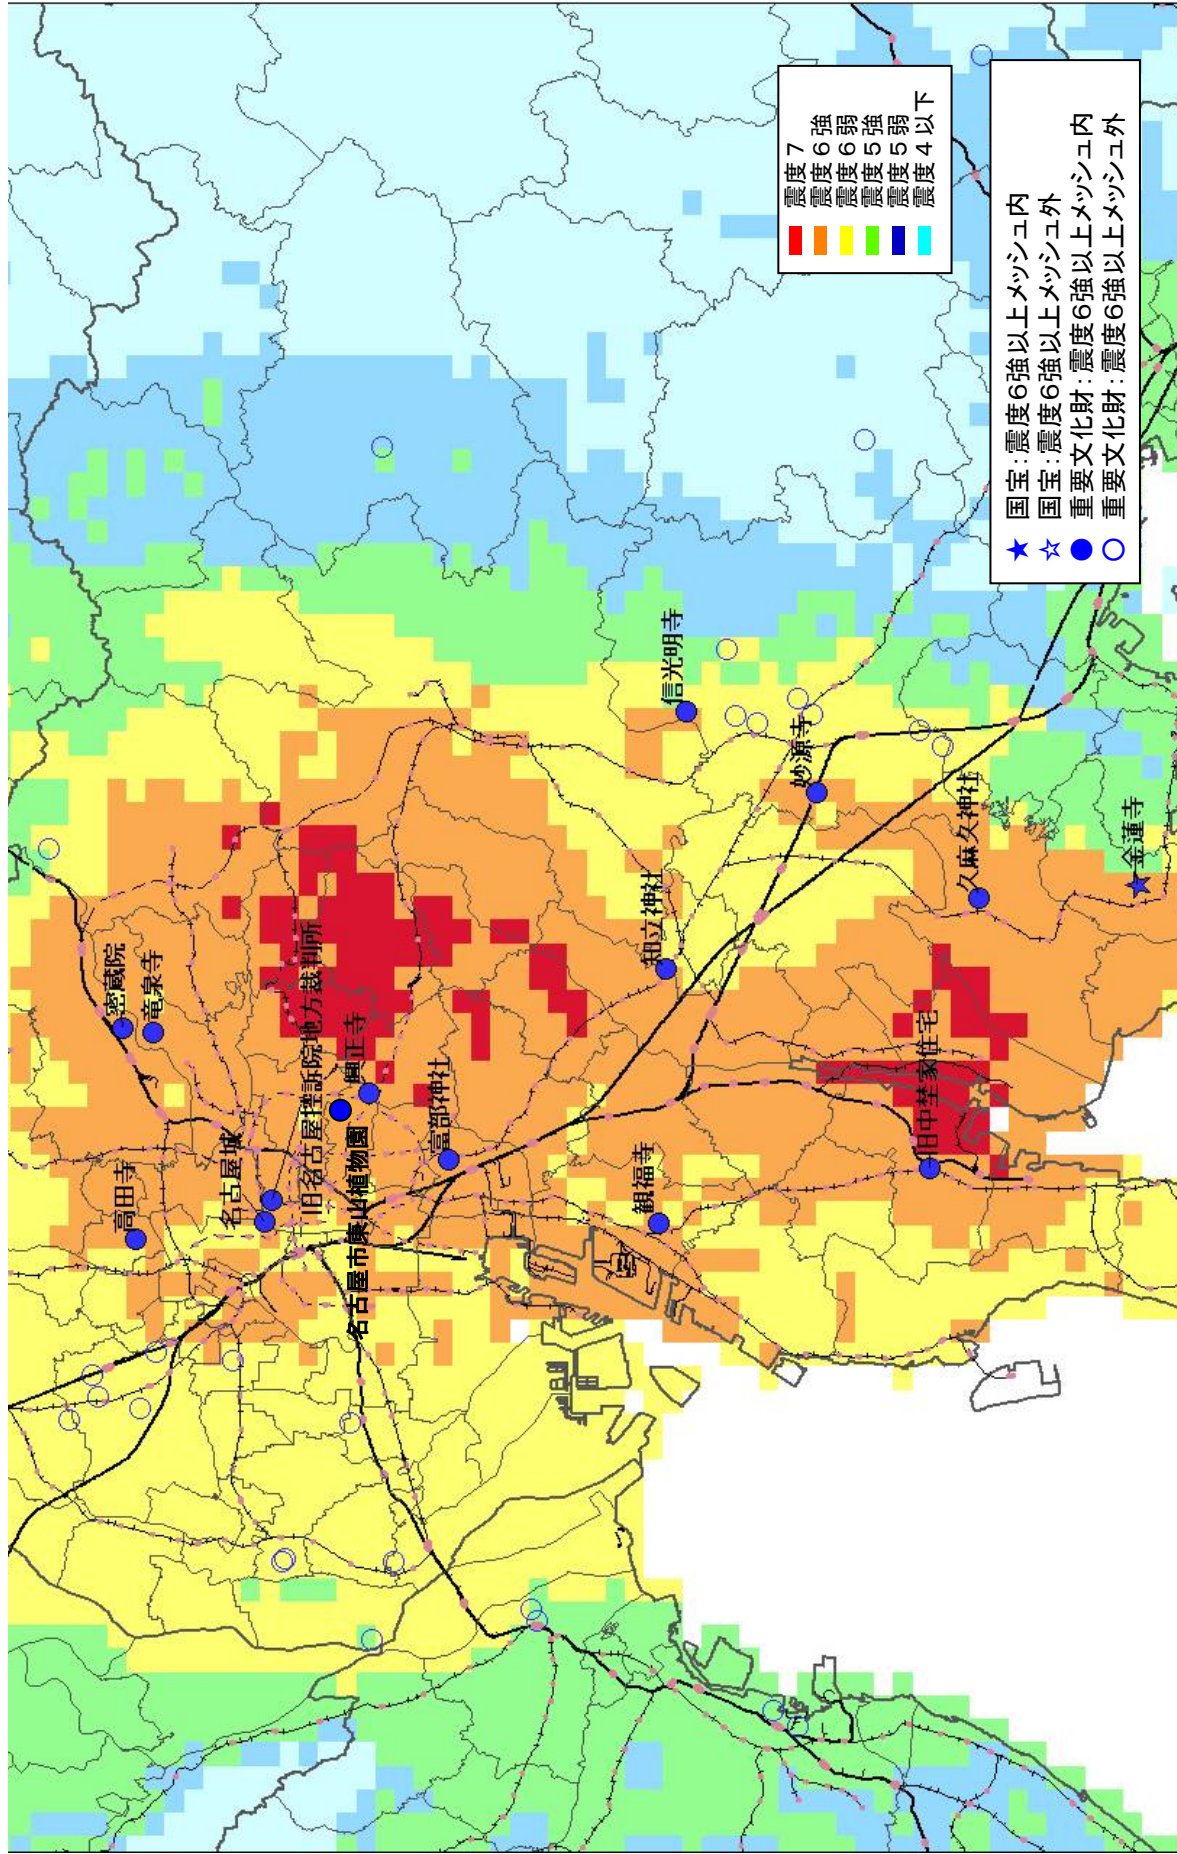 密蔵院
竜泉寺
高田寺
名古屋城
旧名古屋控訴院地方裁判所
名古屋市東山植物園
興正寺
富部神社
観福寺
知立神社
信光明寺
妙源寺
旧中埜家住宅
久麻久神社
金蓮寺
震度7
震度6強
震度6弱
震度5強
震度5弱
震度4以下
国宝:震度6強以上メッシュ内
国宝:震度6強以上メッシュ外
重要文化財:震度6強以上メッシュ内
重要文化財:震度6強以上メッシュ外